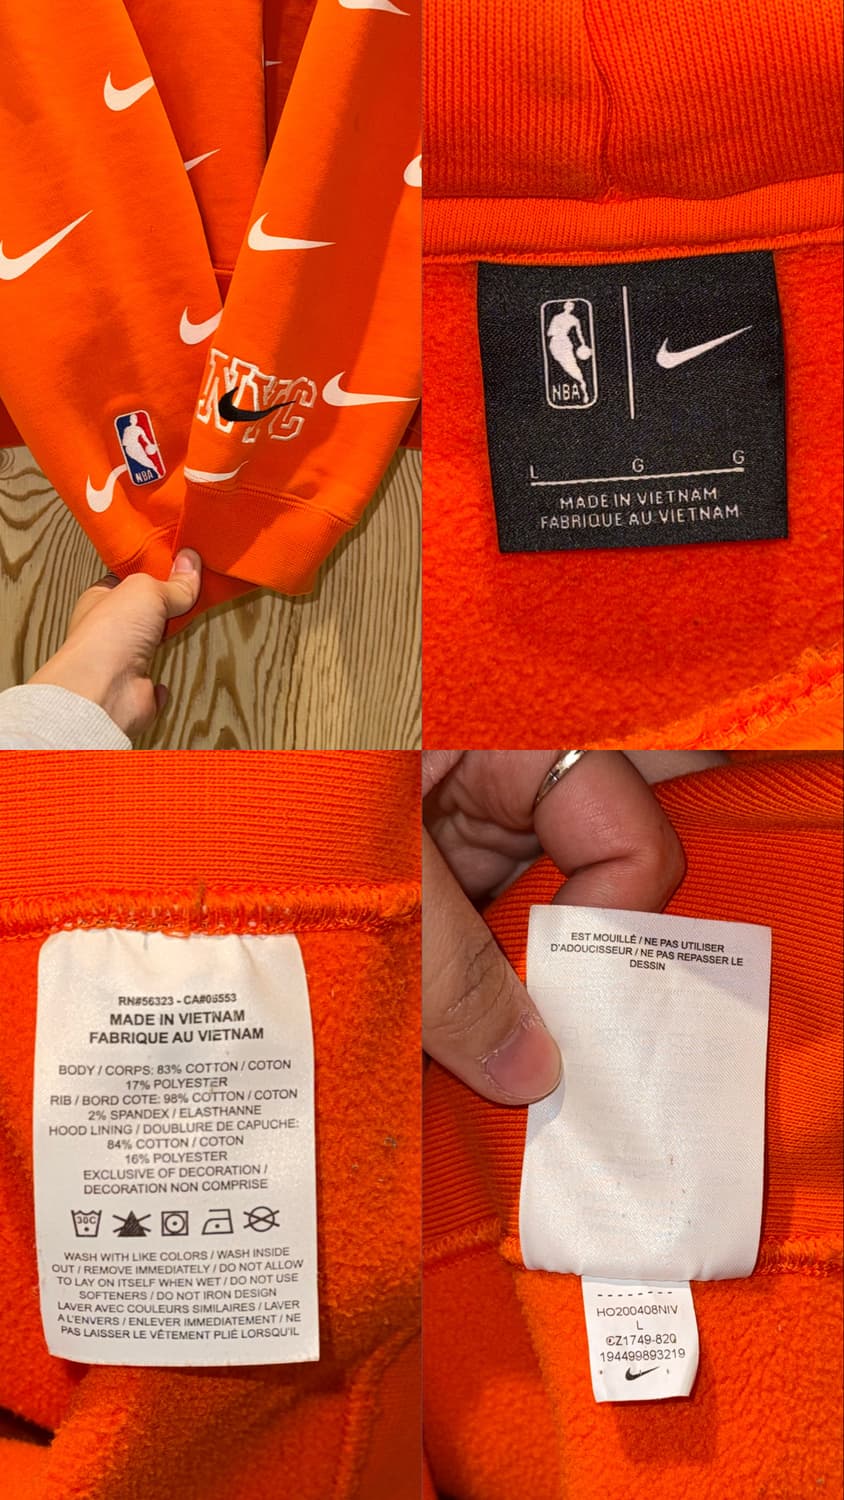 NYC
NBA
NBA
L G G
MADE IN VIETNAM
FABRIQUE AU VIETNAM
RN#56323 - CA#05553
MADE IN VIETNAM
FABRIQUE AU VIETNAM
BODY / CORPS: 83% COTTON / COTON
17% POLYESTER
RIB / BORD COTE: 98% COTTON / COTON
2% SPANDEX / ELASTHANNE
HOOD LINING / DOUBLURE DE CAPUCHE:
84% COTTON / COTON
16% POLYESTER
EXCLUSIVE OF DECORATION /
DECORATION NON COMPRISE
30C
WASH WITH LIKE COLORS / WASH INSIDE
OUT / REMOVE IMMEDIATELY / DO NOT ALLOW
TO LAY ON ITSELF WHEN WET / DO NOT USE
SOFTENERS / DO NOT IRON DESIGN
LAVER AVEC COULEURS SIMILAIRES / LAVER
A L'ENVERS / ENLEVER IMMEDIATEMENT / NE
PAS LAISSER LE VÊTEMENT PLIÉ LORSQU'IL
EST MOUILLÉ / NE PAS UTILISER
D'ADOUCISSEUR / NE PAS REPASSER LE
DESSIN
HO200408NIV
L
CZ1749-820
194499893219